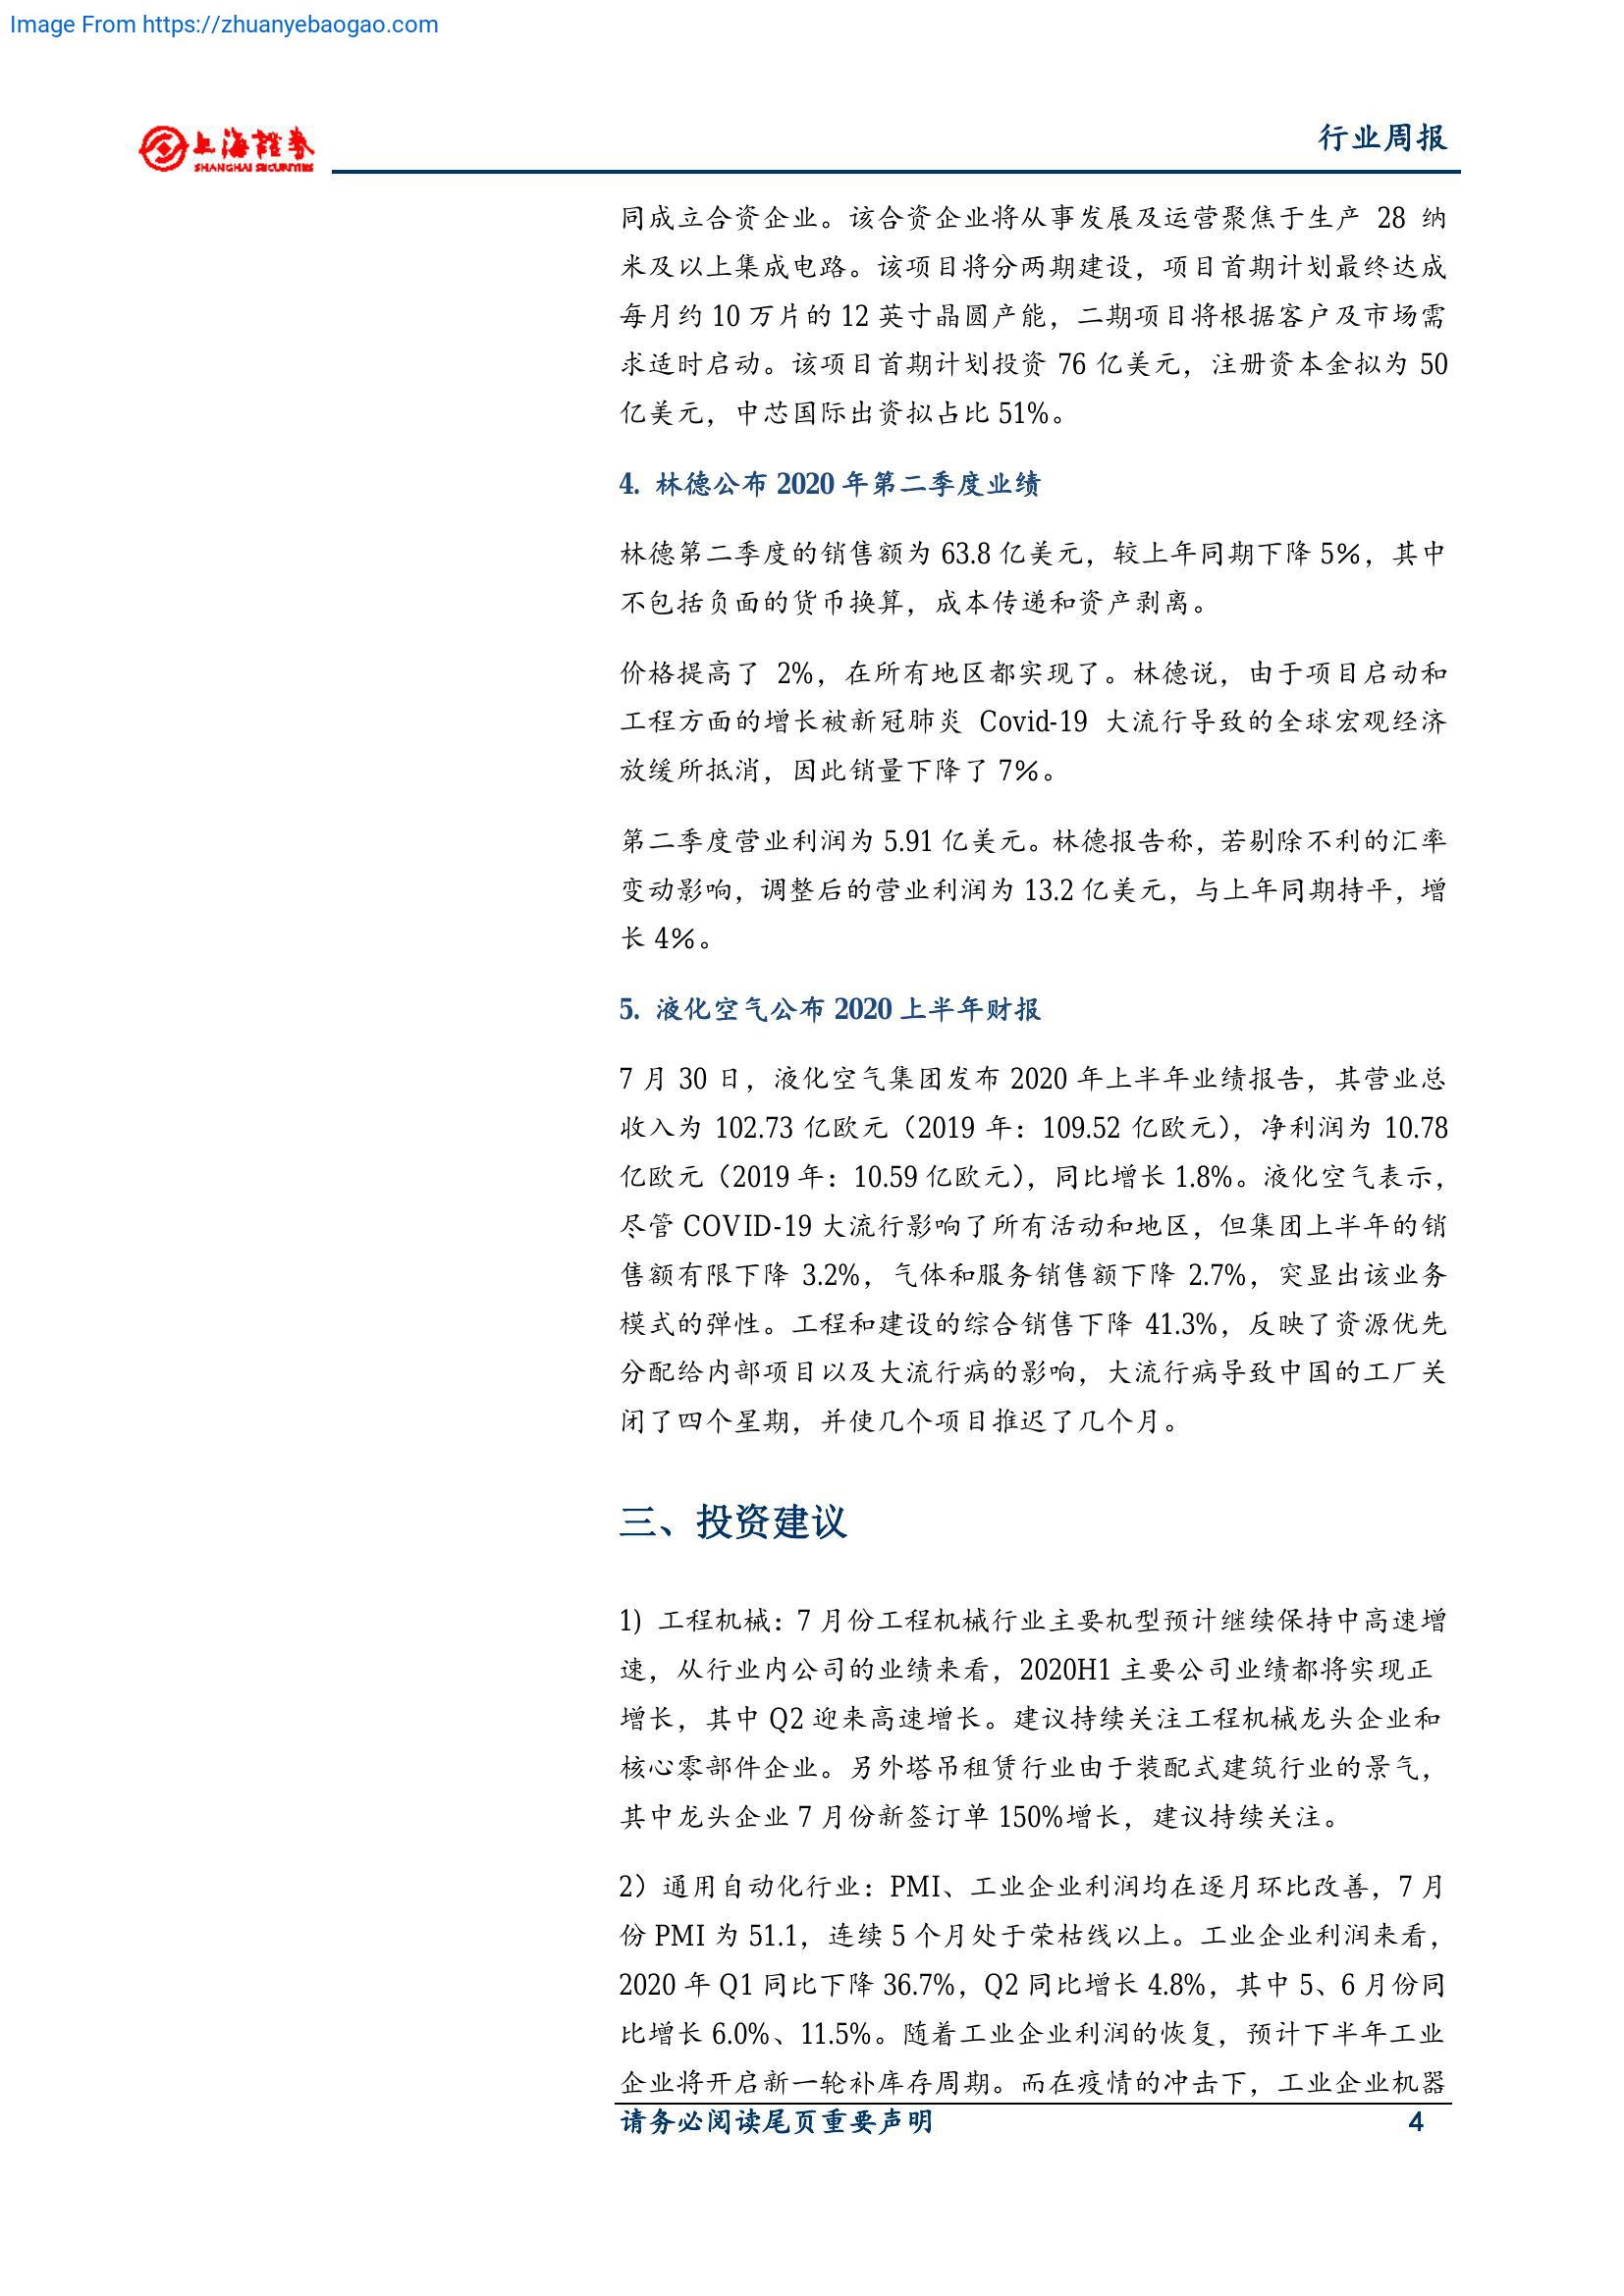 Image From https://zhuanyebaogao.com
上海證券
SHANGHAI SECURITIES
行业周报
同成立合资企业。该合资企业将从事发展及运营聚焦于生产 28 纳
米及以上集成电路。该项目将分两期建设，项目首期计划最终达成
每月约 10 万片的 12 英寸晶圆产能，二期项目将根据客户及市场需
求适时启动。该项目首期计划投资 76 亿美元，注册资本金拟为 50
亿美元，中芯国际出资拟占比 51%。
4. 林德公布 2020 年第二季度业绩
林德第二季度的销售额为 63.8 亿美元，较上年同期下降 5%，其中
不包括负面的货币换算，成本传递和资产剥离。
价格提高了 2%，在所有地区都实现了。林德说，由于项目启动和
工程方面的增长被新冠肺炎 Covid-19 大流行导致的全球宏观经济
放缓所抵消，因此销量下降了 7%。
第二季度营业利润为 5.91 亿美元。林德报告称，若剔除不利的汇率
变动影响，调整后的营业利润为 13.2 亿美元，与上年同期持平，增
长 4%。
5. 液化空气公布 2020 上半年财报
7 月 30 日，液化空气集团发布 2020 年上半年业绩报告，其营业总
收入为 102.73 亿欧元（2019 年：109.52 亿欧元），净利润为 10.78
亿欧元（2019 年：10.59 亿欧元），同比增长 1.8%。液化空气表示，
尽管 COVID-19 大流行影响了所有活动和地区，但集团上半年的销
售额有限下降 3.2%，气体和服务销售额下降 2.7%，突显出该业务
模式的弹性。工程和建设的综合销售下降 41.3%，反映了资源优先
分配给内部项目以及大流行病的影响，大流行病导致中国的工厂关
闭了四个星期，并使几个项目推迟了几个月。
三、投资建议
1) 工程机械：7 月份工程机械行业主要机型预计继续保持中高速增
速，从行业内公司的业绩来看，2020H1 主要公司业绩都将实现正
增长，其中 Q2 迎来高速增长。建议持续关注工程机械龙头企业和
核心零部件企业。另外塔吊租赁行业由于装配式建筑行业的景气，
其中龙头企业 7 月份新签订单 150%增长，建议持续关注。
2）通用自动化行业：PMI、工业企业利润均在逐月环比改善，7 月
份 PMI 为 51.1，连续 5 个月处于荣枯线以上。工业企业利润来看，
2020 年 Q1 同比下降 36.7%，Q2 同比增长 4.8%，其中 5、6 月份同
比增长 6.0%、11.5%。随着工业企业利润的恢复，预计下半年工业
企业将开启新一轮补库存周期。而在疫情的冲击下，工业企业机器
请务必阅读尾页重要声明 4